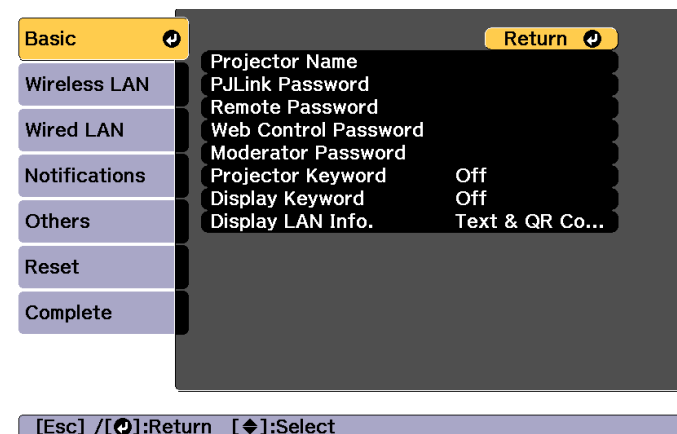 Basic
Wireless LAN
Wired LAN
Notifications
Others
Reset
Complete
Return
Projector Name
PJLink Password
Remote Password
Web Control Password
Moderator Password
Projector Keyword Off
Display Keyword Off
Display LAN Info. Text & QR Co...
[Esc] /[]:Return []:Select